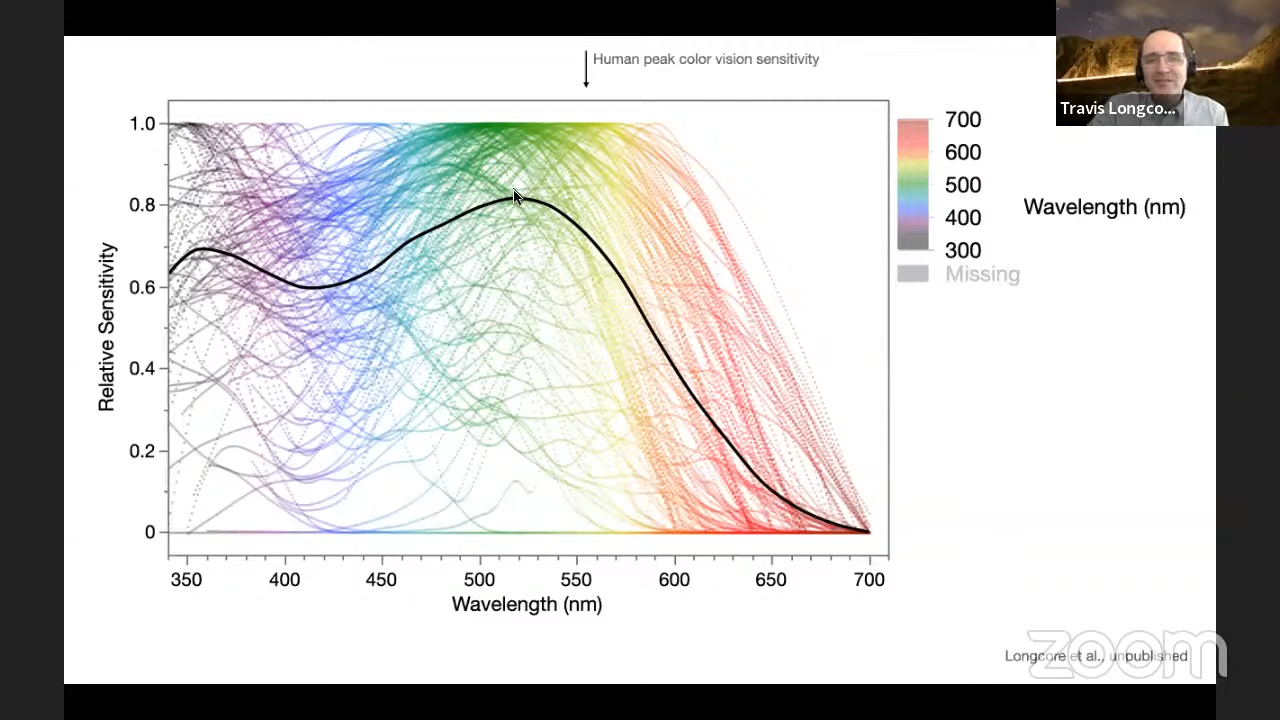 Human peak color vision sensitivity
Travis Longco...
1.0
0.8
0.6
0.4
0.2
0
Relative Sensitivity
350 400 450 500 550 600 650 700
Wavelength (nm)
700
600
500
400
300
Missing
Wavelength (nm)
Longcore et al., unpublished
zoom